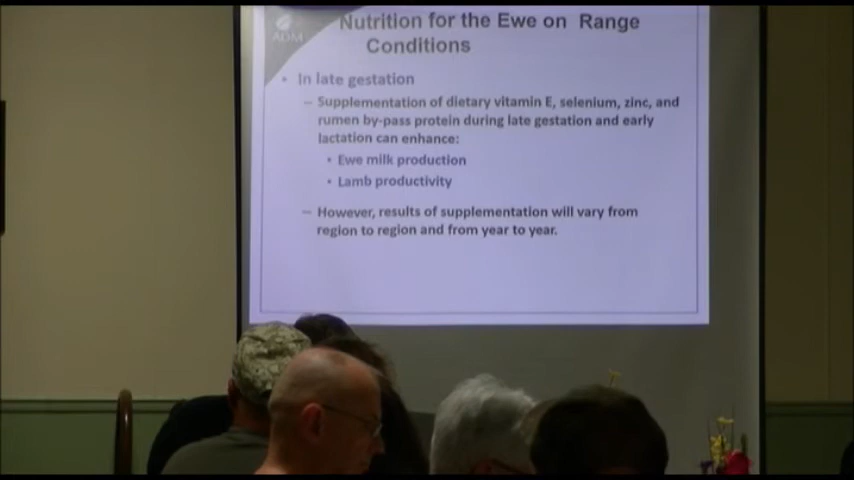 ADM
Nutrition for the Ewe on Range
Conditions
• In late gestation
– Supplementation of dietary vitamin E, selenium, zinc, and
rumen by-pass protein during late gestation and early
lactation can enhance:
• Ewe milk production
• Lamb productivity
– However, results of supplementation will vary from
region to region and from year to year.